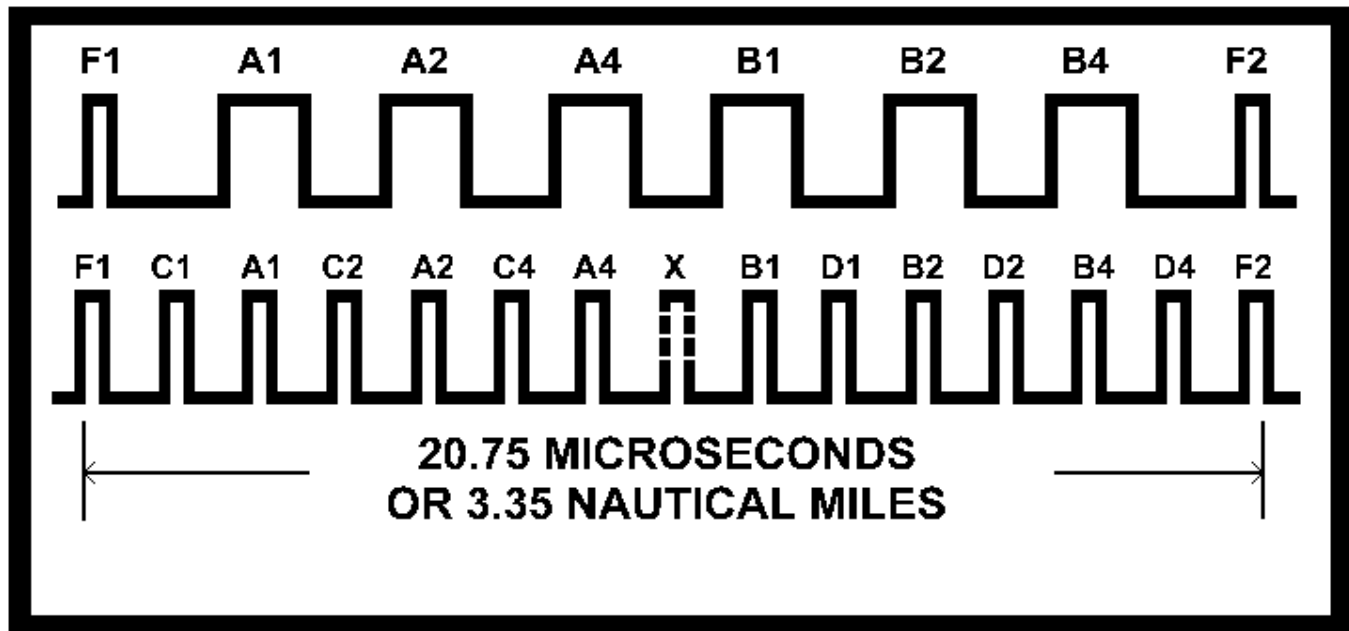 F1 A1 A2 A4 B1 B2 B4 F2
F1 C1 A1 C2 A2 C4 A4 X B1 D1 B2 D2 B4 D4 F2
20.75 MICROSECONDS
OR 3.35 NAUTICAL MILES